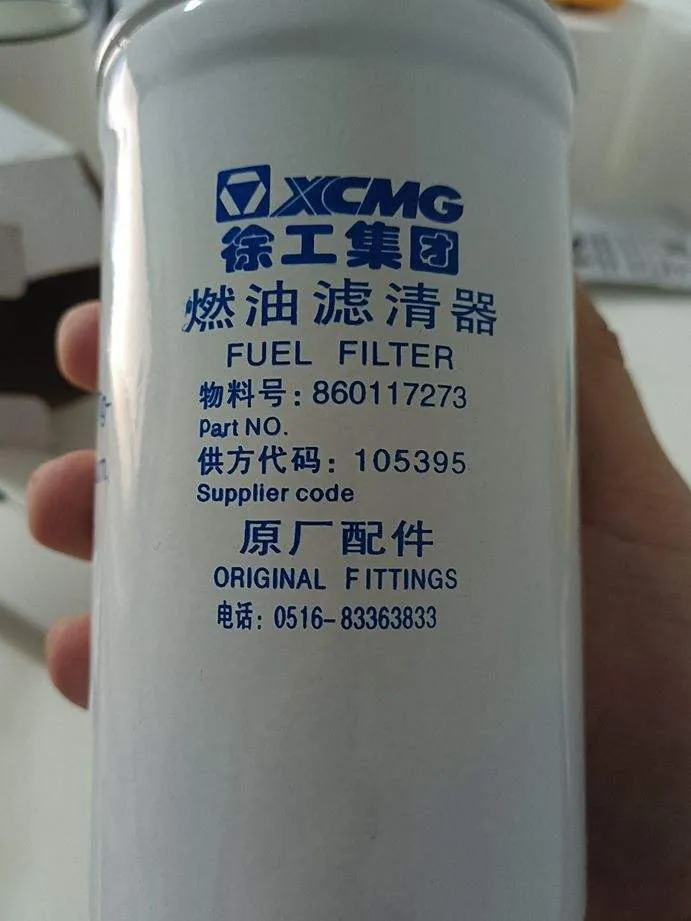 XCMG
徐工集团
燃油滤清器
FUEL FILTER
物料号: 860117273
Part NO.
供方代码: 105395
Supplier code
原厂配件
ORIGINAL FITTINGS
电话: 0516-83363833